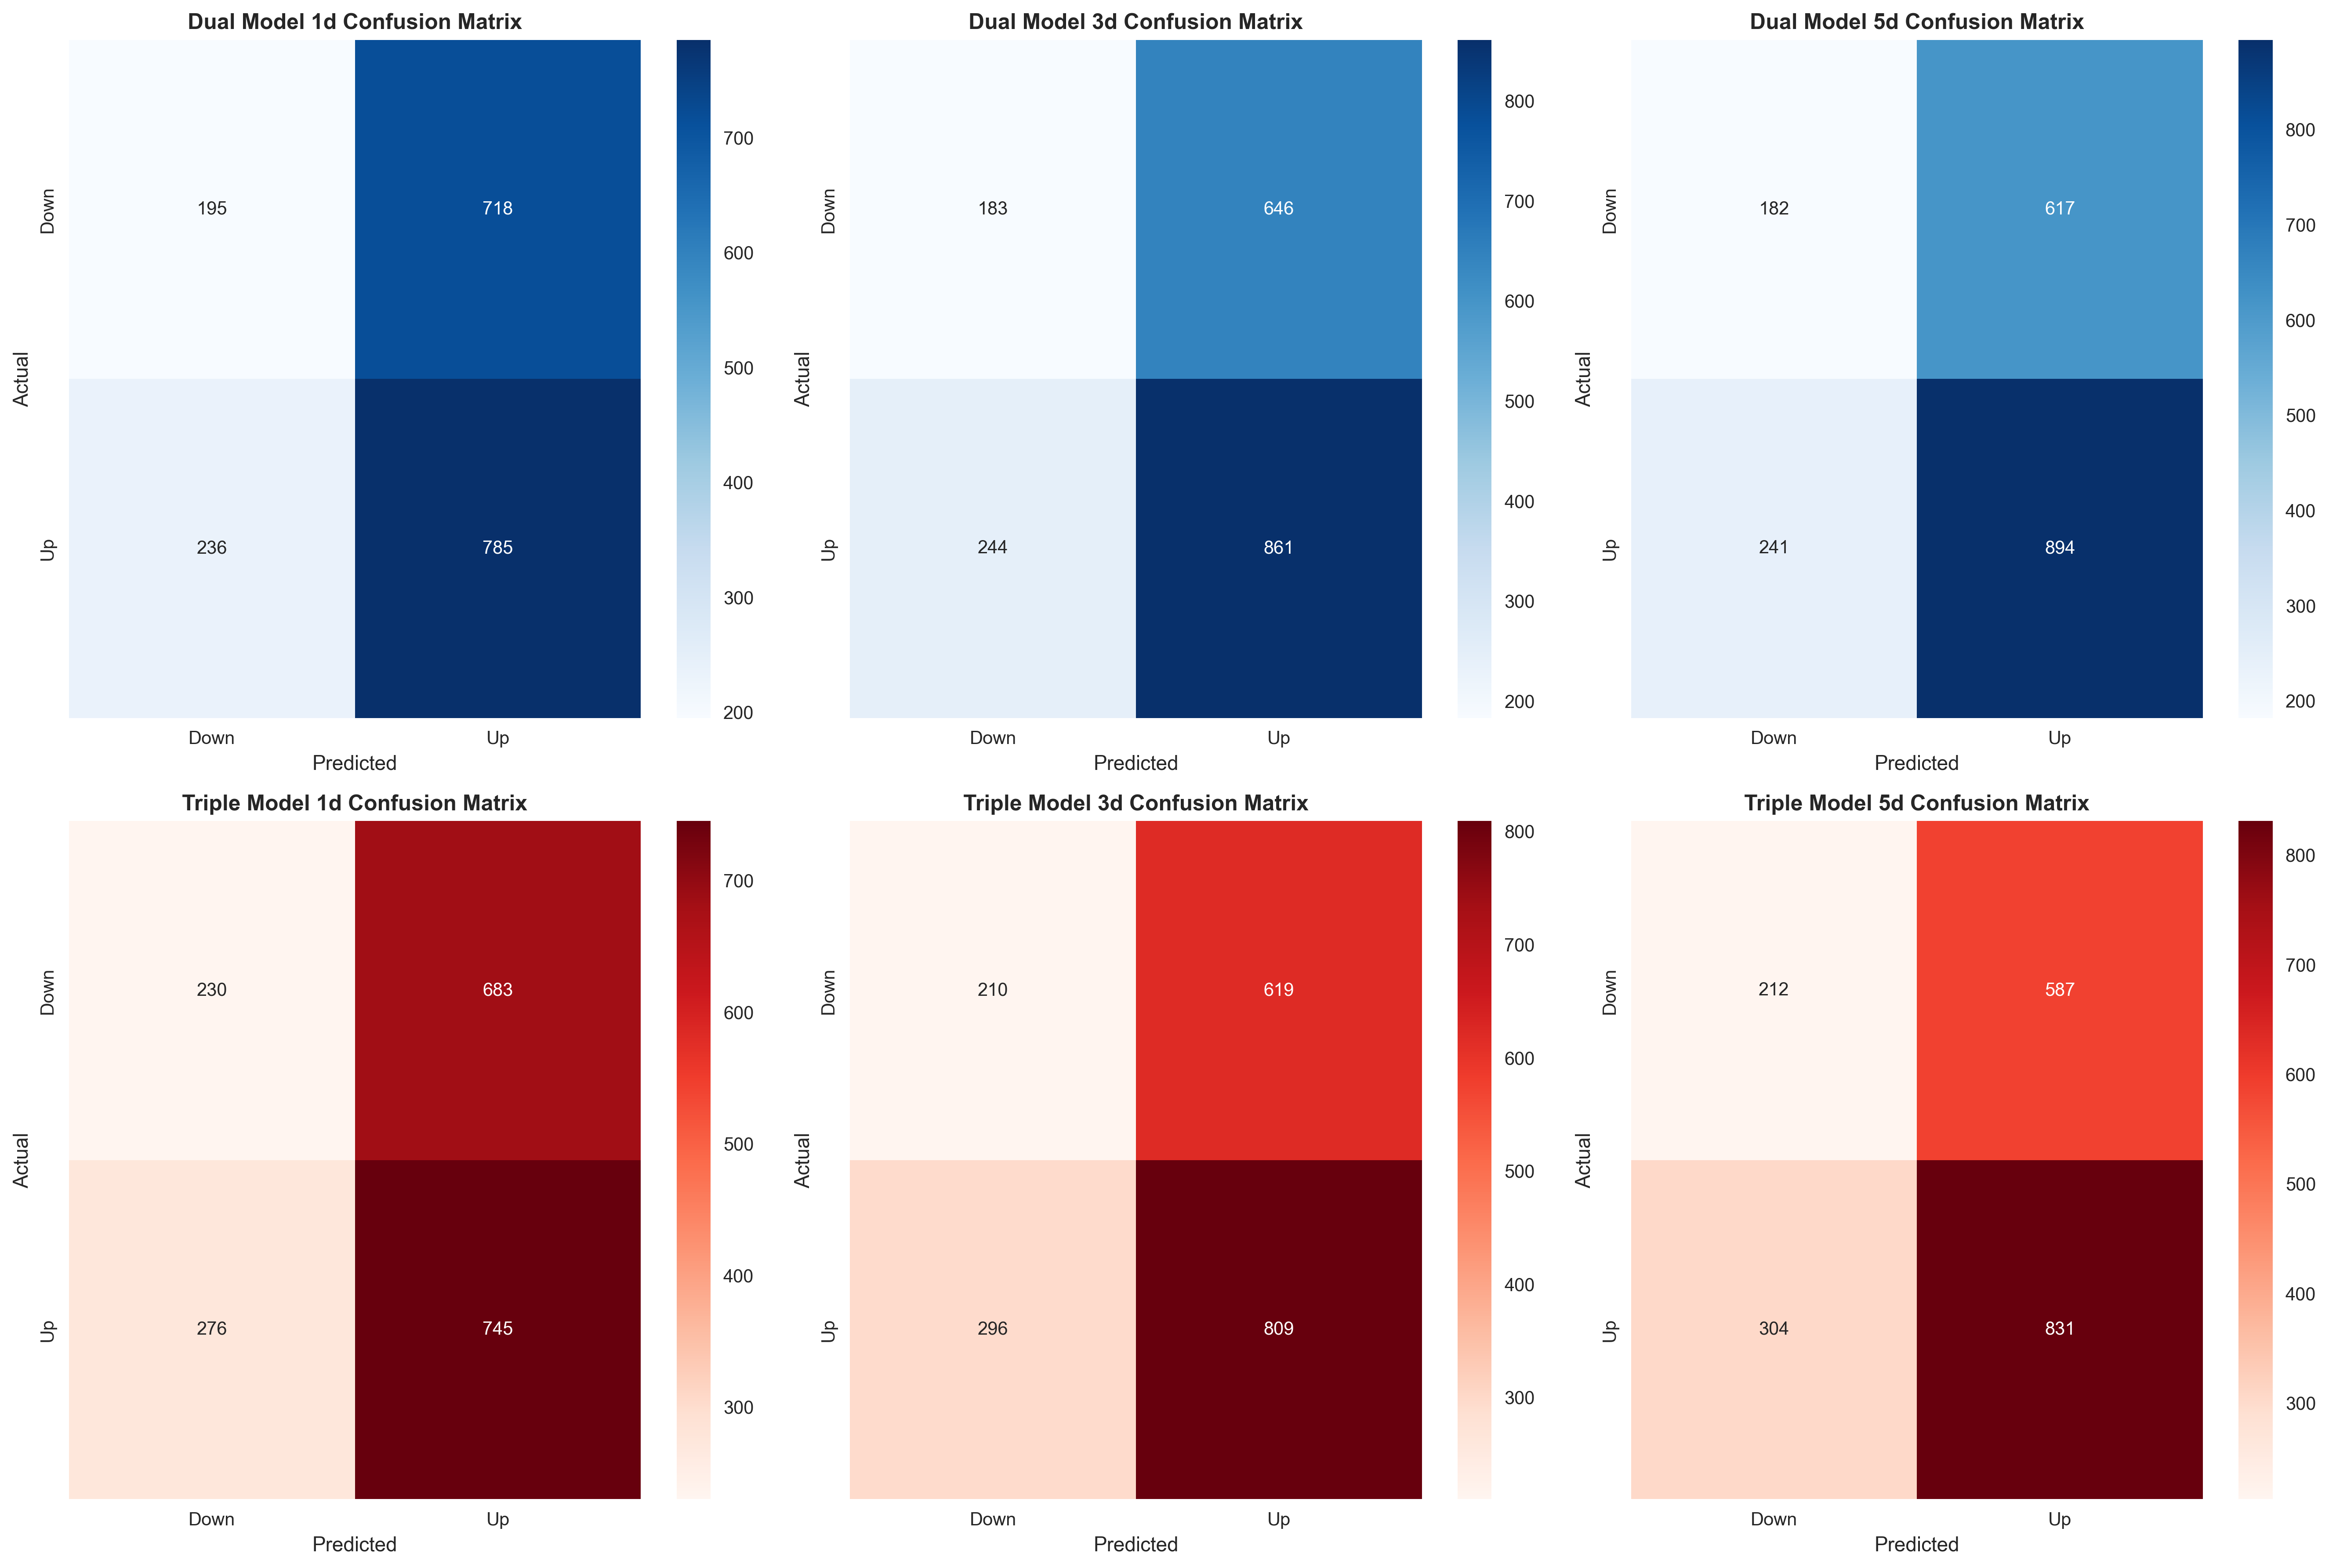 Dual Model 1d Confusion Matrix
Down
195
718
Actual
Up
236
785
Down
Up
Predicted
700
600
500
400
300
200
Dual Model 3d Confusion Matrix
Down
183
646
Actual
Up
244
861
Down
Up
Predicted
800
700
600
500
400
300
200
Dual Model 5d Confusion Matrix
Down
182
617
Actual
Up
241
894
Down
Up
Predicted
800
700
600
500
400
300
200
Triple Model 1d Confusion Matrix
Down
230
683
Actual
Up
276
745
Down
Up
Predicted
700
600
500
400
300
Triple Model 3d Confusion Matrix
Down
210
619
Actual
Up
296
809
Down
Up
Predicted
800
700
600
500
400
300
Triple Model 5d Confusion Matrix
Down
212
587
Actual
Up
304
831
Down
Up
Predicted
800
700
600
500
400
300